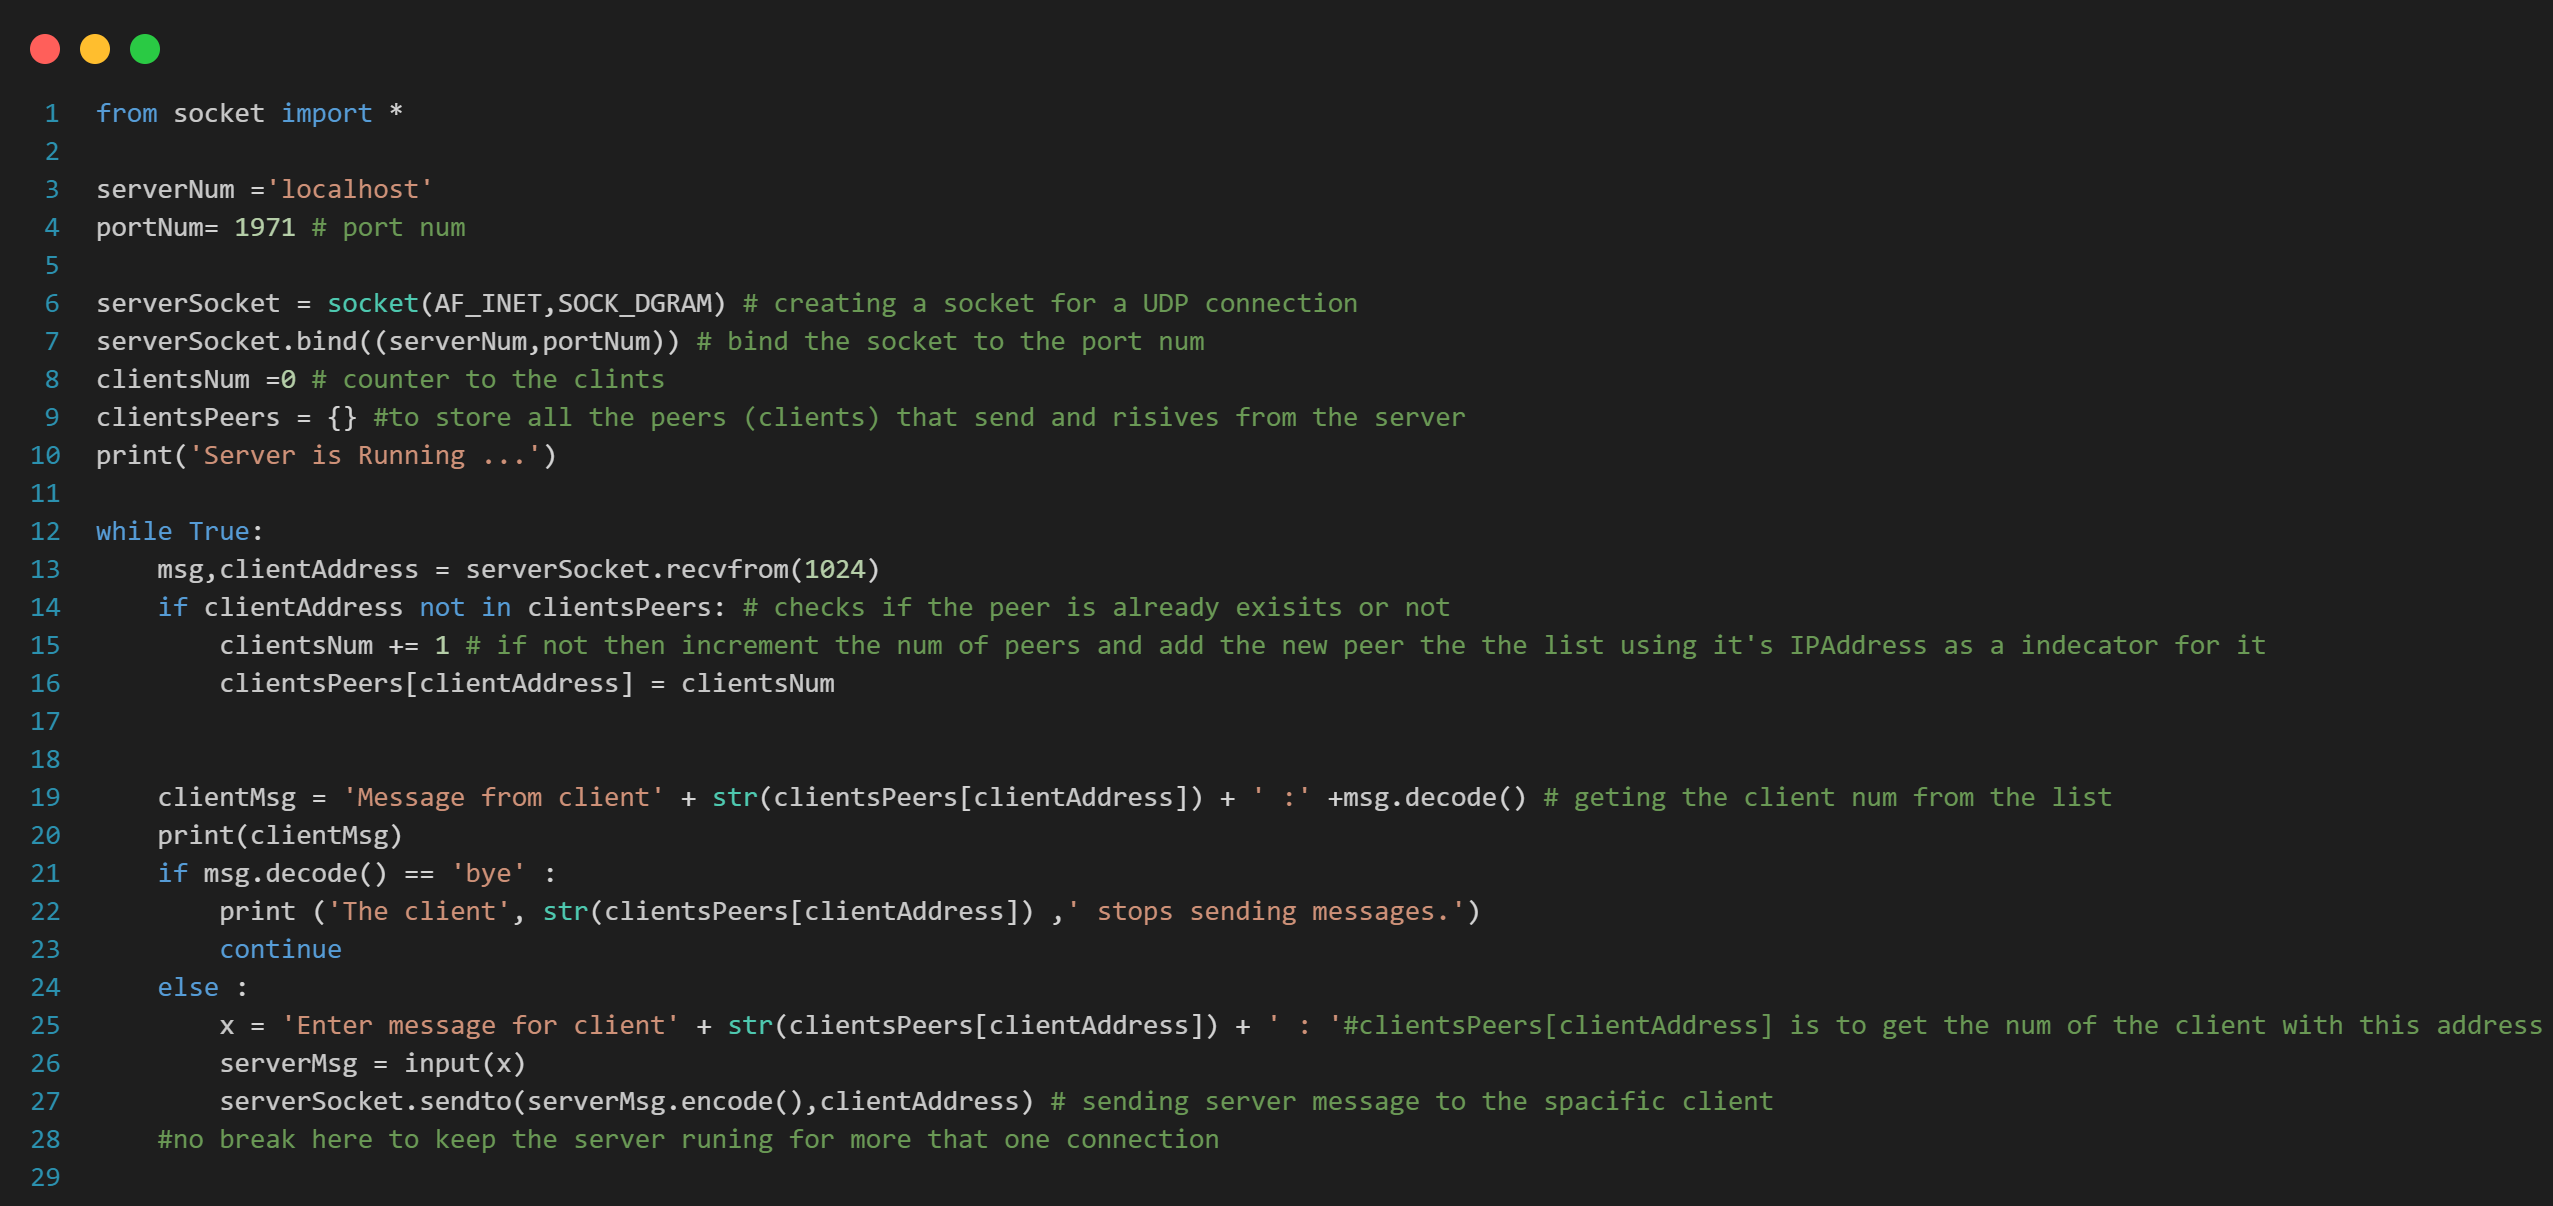 1 from socket import *
2
3 serverNum ='localhost'
4 portNum= 1971 # port num
5
6 serverSocket = socket(AF_INET,SOCK_DGRAM) # creating a socket for a UDP connection
7 serverSocket.bind((serverNum,portNum)) # bind the socket to the port num
8 clientsNum =0 # counter to the clints
9 clientsPeers = {} #to store all the peers (clients) that send and risives from the server
10 print('Server is Running ...')
11
12 while True:
13     msg,clientAddress = serverSocket.recvfrom(1024)
14     if clientAddress not in clientsPeers: # checks if the peer is already exisits or not
15         clientsNum += 1 # if not then increment the num of peers and add the new peer the the list using it's IPAddress as a indecator for it
16         clientsPeers[clientAddress] = clientsNum
17
18
19     clientMsg = 'Message from client' + str(clientsPeers[clientAddress]) + ' :' +msg.decode() # geting the client num from the list
20     print(clientMsg)
21     if msg.decode() == 'bye' :
22         print ('The client', str(clientsPeers[clientAddress]) ,' stops sending messages.')
23         continue
24     else :
25         x = 'Enter message for client' + str(clientsPeers[clientAddress]) + ' : '#clientsPeers[clientAddress] is to get the num of the client with this address
26         serverMsg = input(x)
27         serverSocket.sendto(serverMsg.encode(),clientAddress) # sending server message to the spacific client
28     #no break here to keep the server runing for more that one connection
29